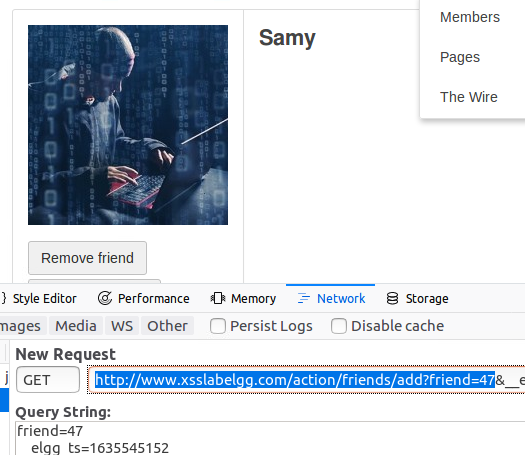 Samy
Members
Pages
The Wire
Remove friend
Style Editor Performance Memory Network Storage
mages Media WS Other Persist Logs Disable cache
New Request
GET http://www.xsslabelgg.com/action/friends/add?friend=47&__e
Query String:
friend=47
__elgg_ts=1635545152